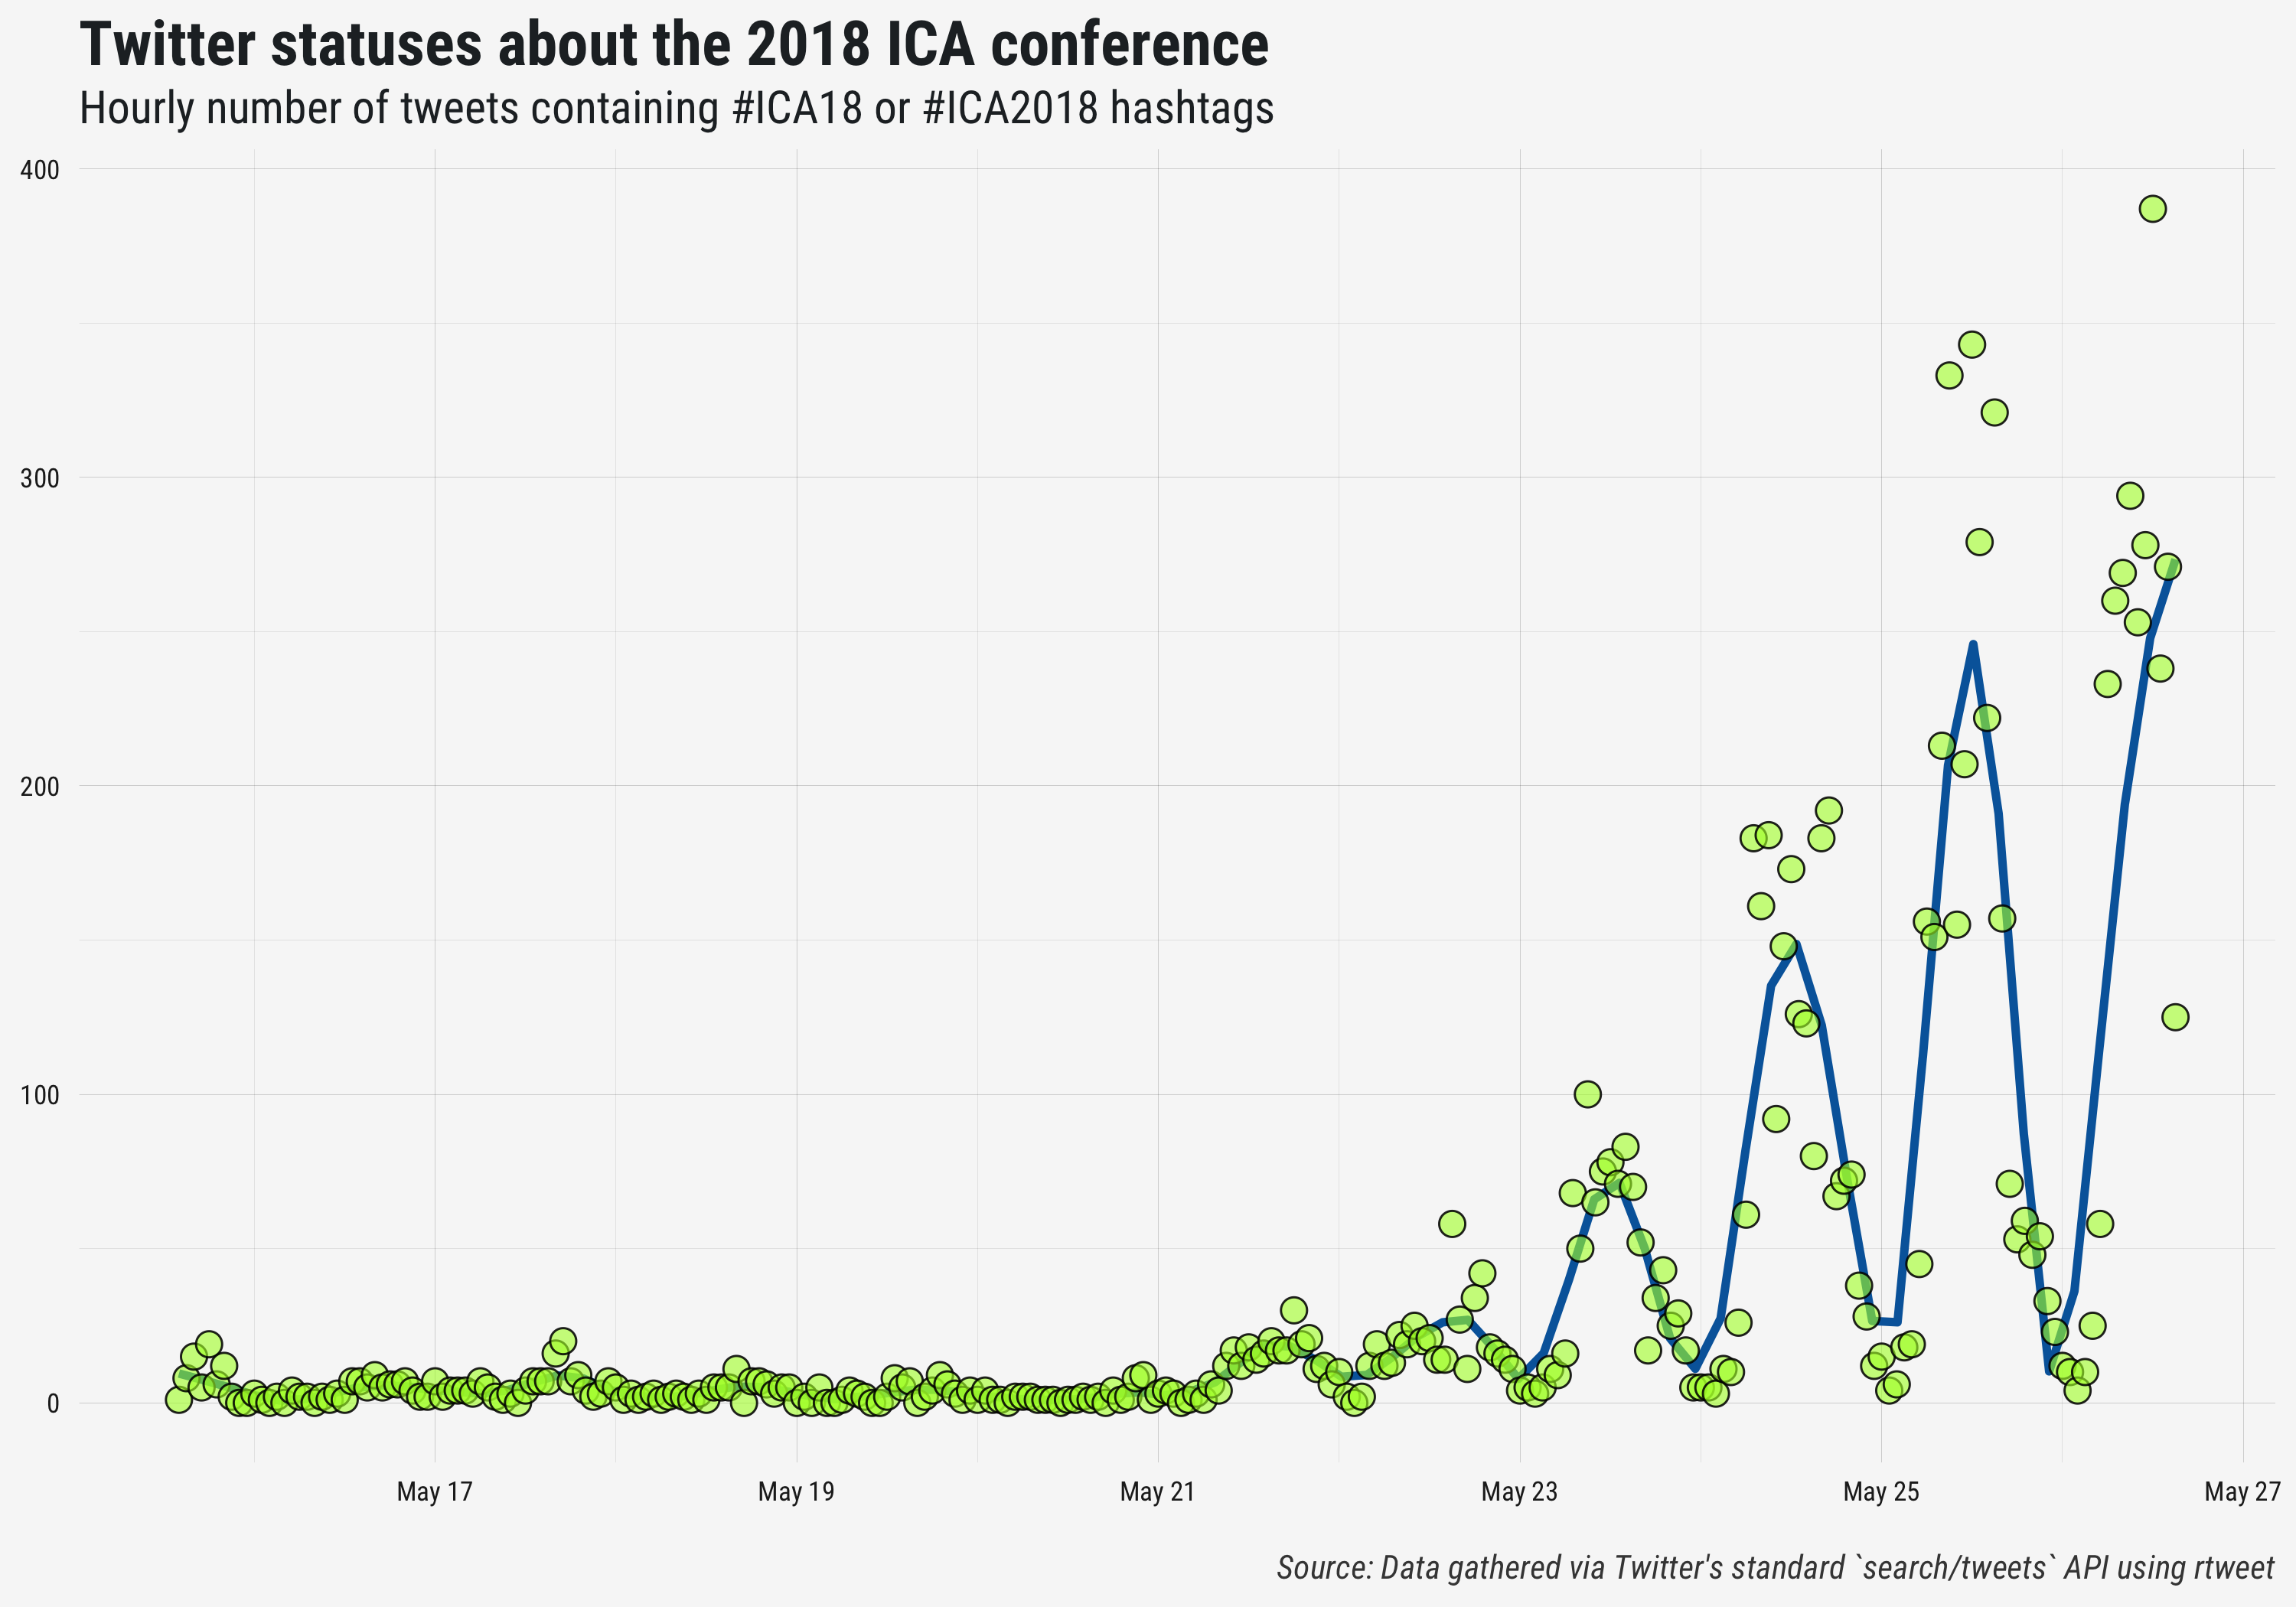 Twitter statuses about the 2018 ICA conference
Hourly number of tweets containing #ICA18 or #ICA2018 hashtags
400
300
200
100
0
May 17 May 19 May 21 May 23 May 25 May 27
Source: Data gathered via Twitter's standard `search/tweets` API using rtweet